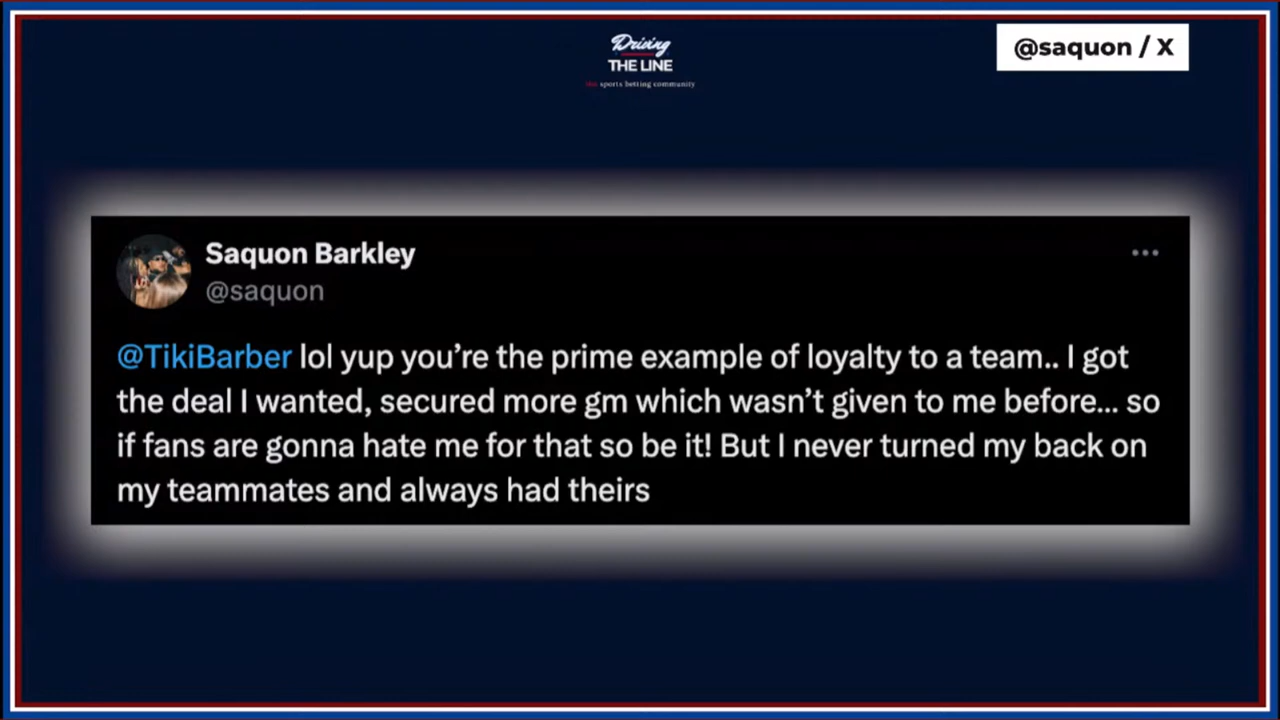 Driving
THE LINE
the sports betting community
@saquon / X
Saquon Barkley
@saquon
@TikiBarber lol yup you’re the prime example of loyalty to a team.. I got
the deal I wanted, secured more gm which wasn’t given to me before... so
if fans are gonna hate me for that so be it! But I never turned my back on
my teammates and always had theirs